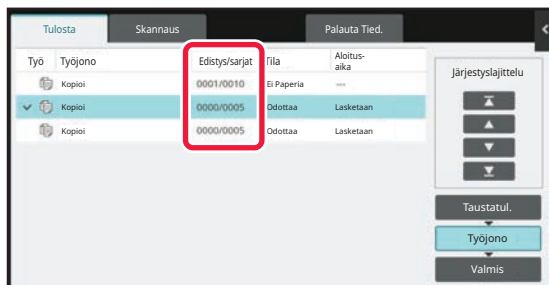 Tulosta Skannaus Palauta Tied.
Työ Työjono Edistys/sarjat Tila Aloitus-
aika
Kopioi 0001/0010 Ei Paperia ---
Kopioi 0000/0005 Odottaa Lasketaan
Kopioi 0000/0005 Odottaa Lasketaan
Järjestyslajittelu
Taustatul.
Työjono
Valmis